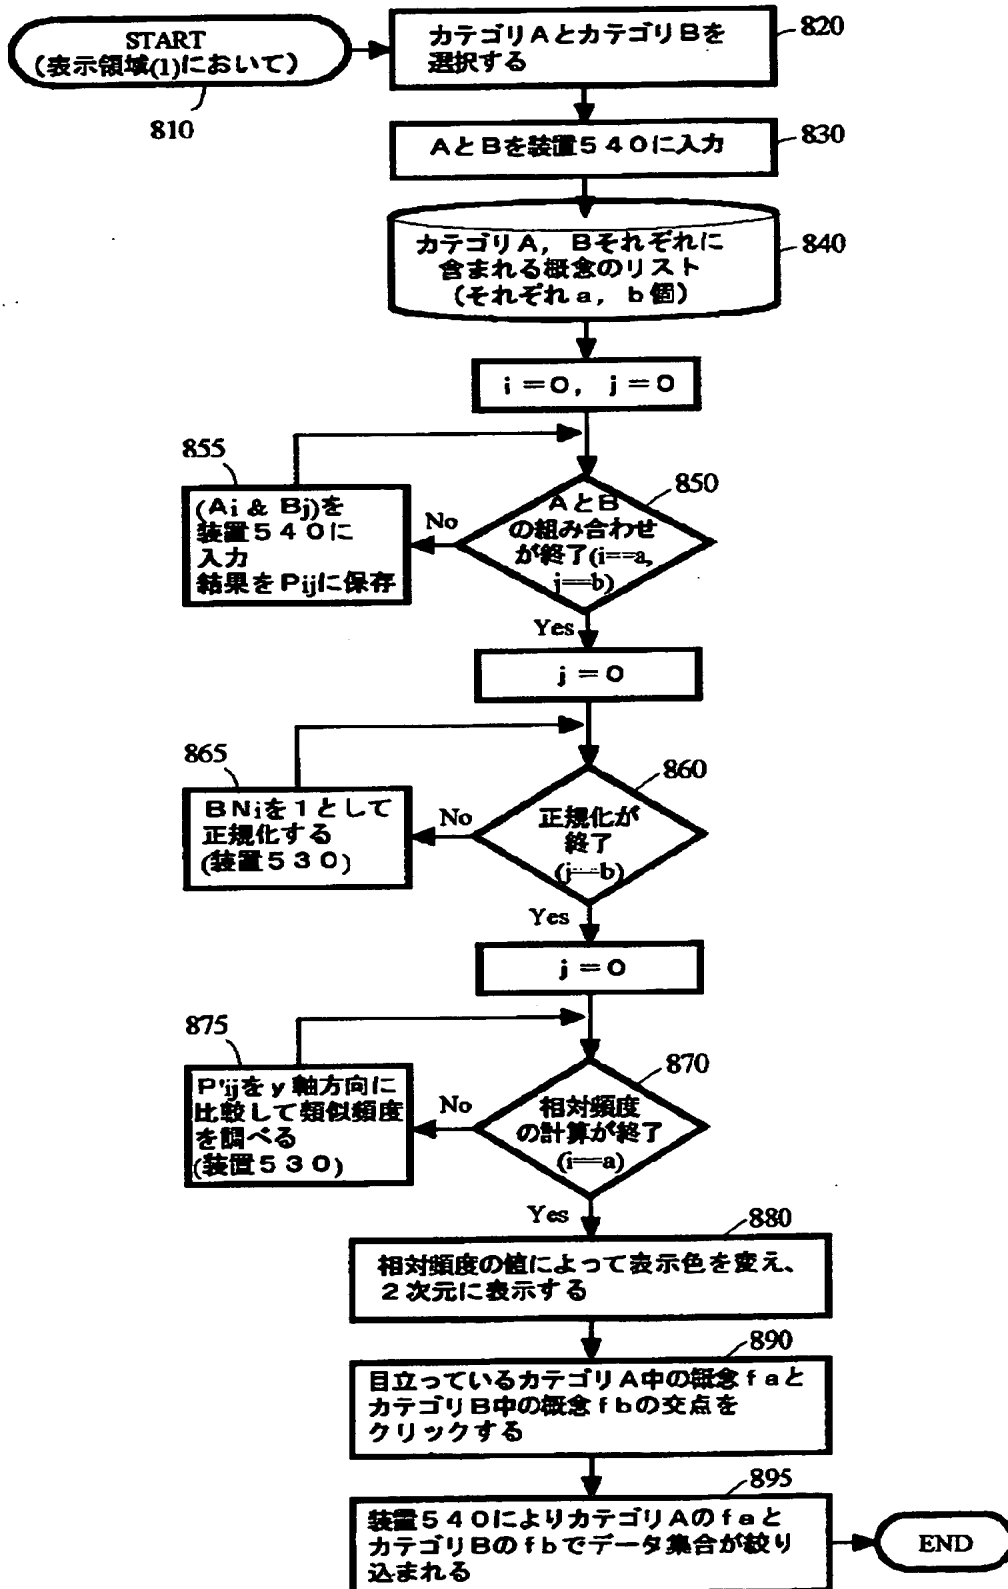 START
(表示領域(1)において)
810
カテゴリAとカテゴリBを
選択する
820
AとBを装置540に入力
830
カテゴリA, Bそれぞれに
含まれる概念のリスト
(それぞれa, b個)
840
i=0, j=0
855
(Ai & Bj)を
装置540に
入力
結果をPijに保存
No
AとB
の組み合わせ
が終了(i==a,
j==b)
850
Yes
j=0
865
BNiを1として
正規化する
(装置530)
No
正規化が
終了
(j==b)
860
Yes
j=0
875
P'ijをy軸方向に
比較して類似頻度
を調べる
(装置530)
No
相対頻度
の計算が終了
(i==a)
870
Yes
880
相対頻度の値によって表示色を変え、
2次元に表示する
890
目立っているカテゴリA中の概念faと
カテゴリB中の概念fbの交点を
クリックする
895
装置540によりカテゴリAのfaと
カテゴリBのfbでデータ集合が絞り
込まれる
END